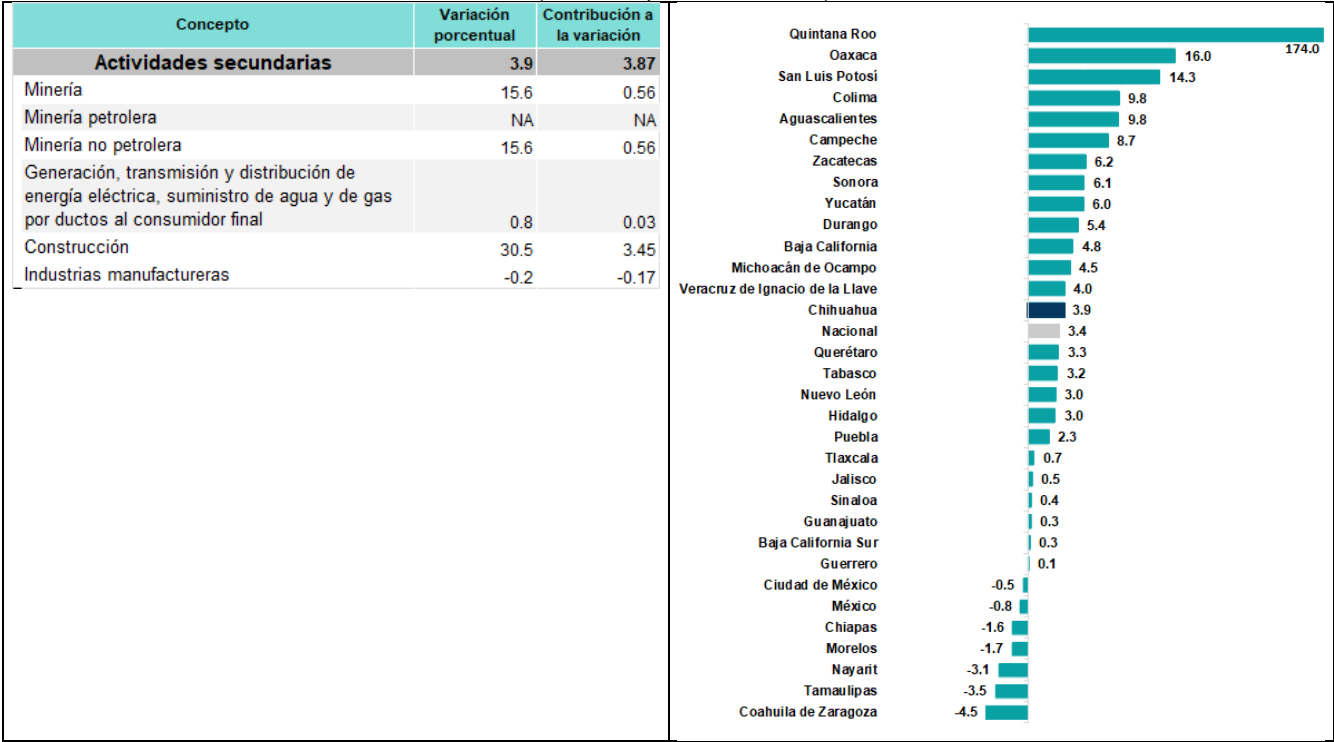 Concepto
Variación porcentual
Contribución a la variación
Actividades secundarias 3.9 3.87
Minería 15.6 0.56
Minería petrolera NA NA
Minería no petrolera 15.6 0.56
Generación, transmisión y distribución de
energía eléctrica, suministro de agua y de gas
por ductos al consumidor final 0.8 0.03
Construcción 30.5 3.45
Industrias manufactureras -0.2 -0.17
Quintana Roo 174.0
Oaxaca 16.0
San Luis Potosí 14.3
Colima 9.8
Aguascalientes 9.8
Campeche 8.7
Zacatecas 6.2
Sonora 6.1
Yucatán 6.0
Durango 5.4
Baja California 4.8
Michoacán de Ocampo 4.5
Veracruz de Ignacio de la Llave 4.0
Chihuahua 3.9
Nacional 3.4
Querétaro 3.3
Tabasco 3.2
Nuevo León 3.0
Hidalgo 3.0
Puebla 2.3
Tlaxcala 0.7
Jalisco 0.5
Sinaloa 0.4
Guanajuato 0.3
Baja California Sur 0.3
Guerrero 0.1
Ciudad de México -0.5
México -0.8
Chiapas -1.6
Morelos -1.7
Nayarit -3.1
Tamaulipas -3.5
Coahuila de Zaragoza -4.5